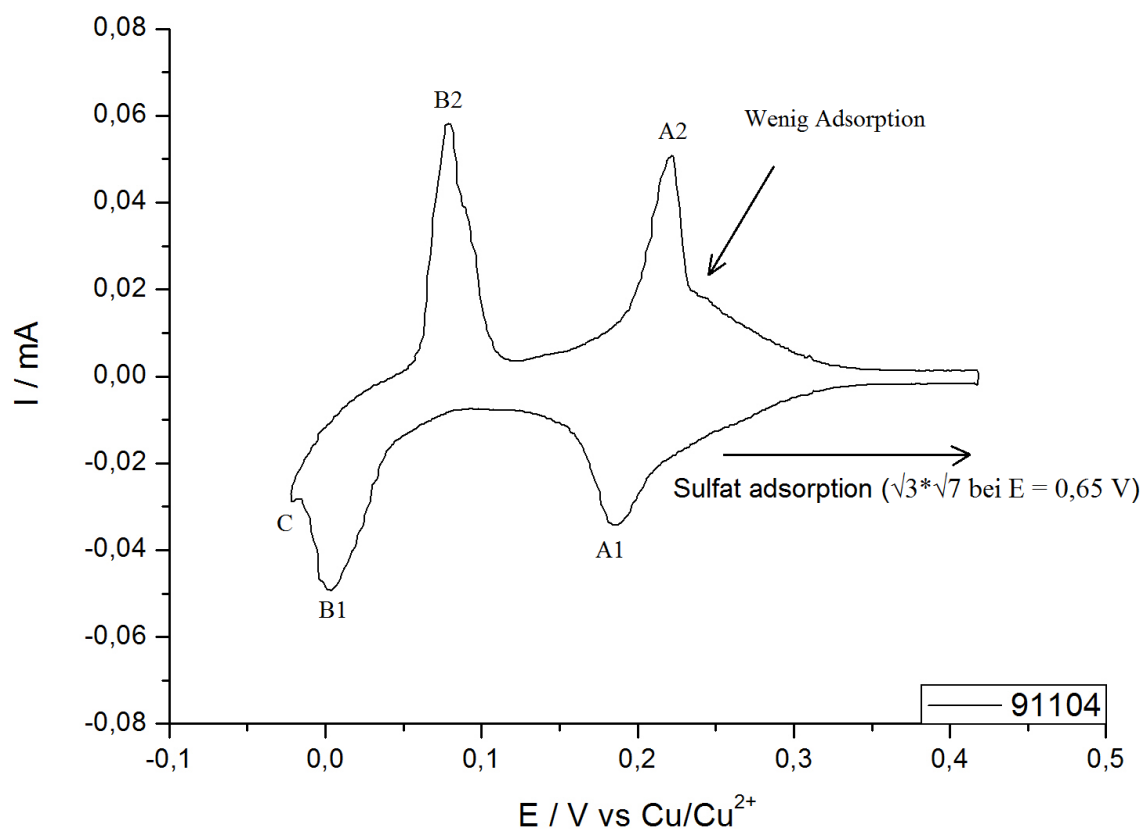 0,08
0,06
0,04
0,02
0,00
-0,02
-0,04
-0,06
-0,08
I / mA
B2
A2
Wenig Adsorption
Sulfat adsorption (√3*√7 bei E = 0,65 V)
C
B1
A1
91104
-0,1
0,0
0,1
0,2
0,3
0,4
0,5
E / V vs Cu/Cu²⁺